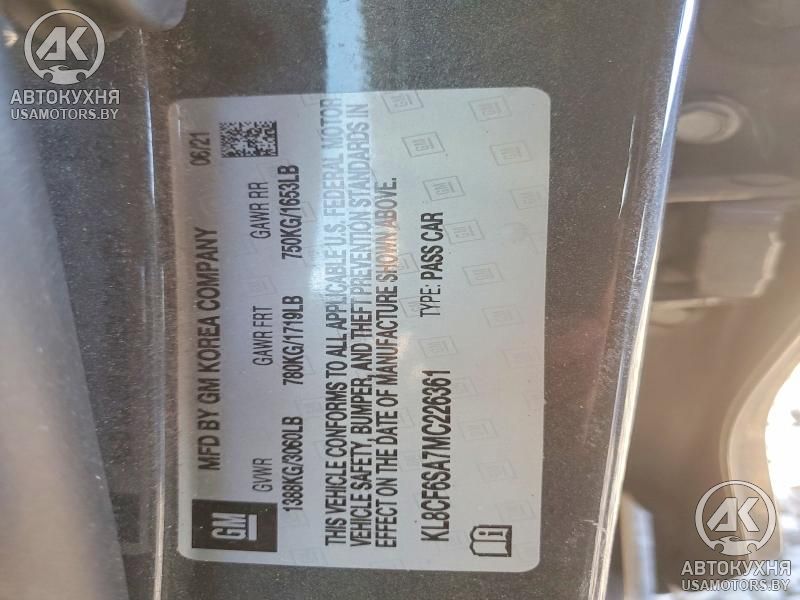 AK
АВТОКУХНЯ
USAMOTORS.BY
GM
MFD BY GM KOREA COMPANY
06/21
GVWR GAWR FRT GAWR RR
1388KG/3060LB 780KG/1719LB 750KG/1653LB
THIS VEHICLE CONFORMS TO ALL APPLICABLE U.S. FEDERAL MOTOR
VEHICLE SAFETY, BUMPER, AND THEFT PREVENTION STANDARDS IN
EFFECT ON THE DATE OF MANUFACTURE SHOWN ABOVE.
KL8CF6SA7MC226361 TYPE: PASS CAR
AK
АВТОКУХНЯ
USAMOTORS.BY